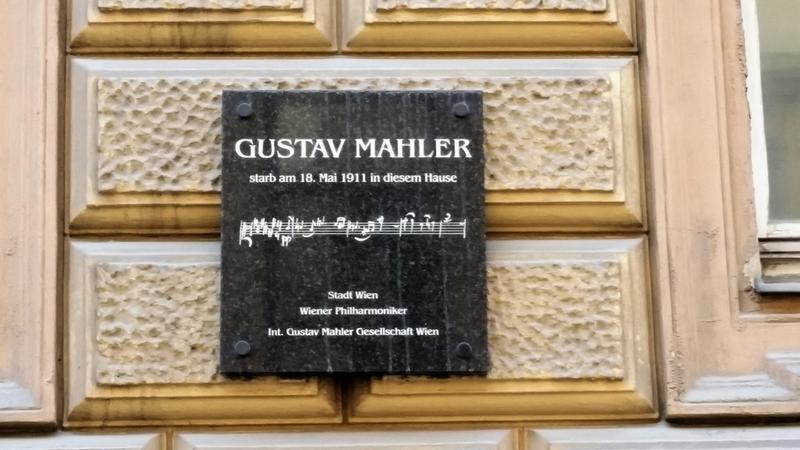 GUSTAV MAHLER
starb am 18. Mai 1911 in diesem Hause
pp
Stadt Wien
Wiener Philharmoniker
Int. Gustav Mahler Gesellschaft Wien